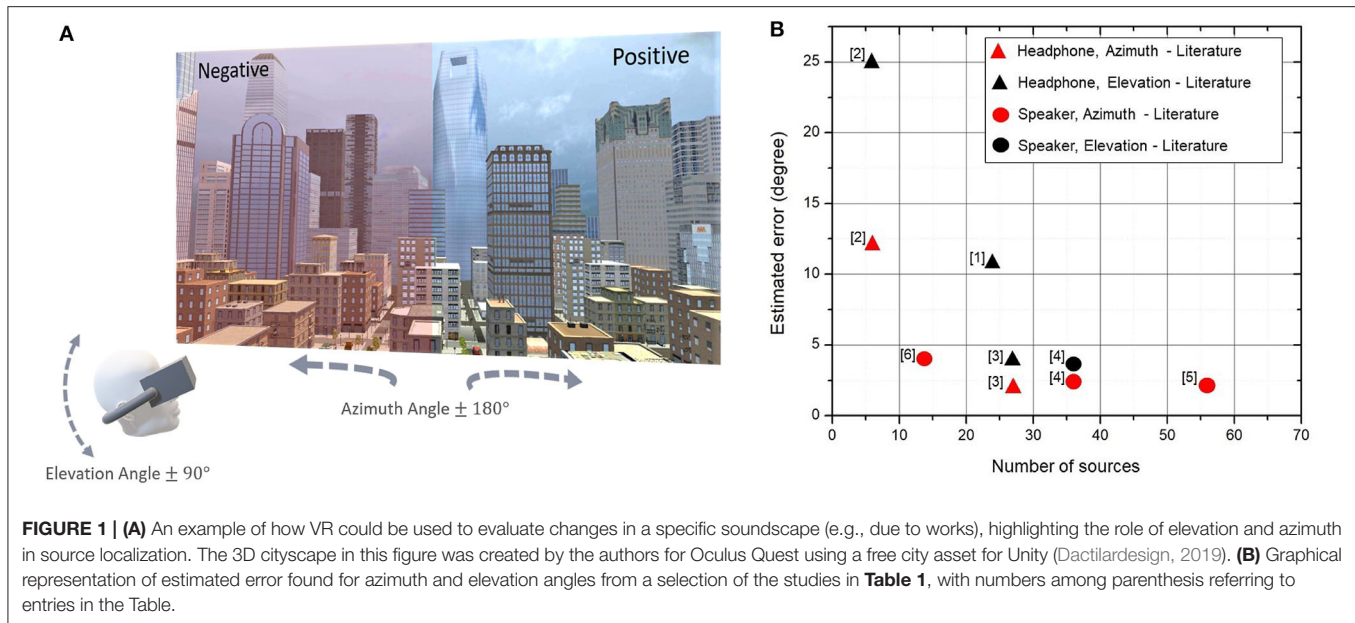 A
Negative
Positive
Azimuth Angle ± 180°
Elevation Angle ± 90°
B
Estimated error (degree)
25
20
15
10
5
0
0 10 20 30 40 50 60 70
Number of sources
Headphone, Azimuth - Literature
Headphone, Elevation - Literature
Speaker, Azimuth - Literature
Speaker, Elevation - Literature
[2]
[2]
[1]
[6]
[3]
[3]
[4]
[4]
[5]
FIGURE 1 | (A) An example of how VR could be used to evaluate changes in a specific soundscape (e.g., due to works), highlighting the role of elevation and azimuth
in source localization. The 3D cityscape in this figure was created by the authors for Oculus Quest using a free city asset for Unity (Dactilardesign, 2019). (B) Graphical
representation of estimated error found for azimuth and elevation angles from a selection of the studies in Table 1, with numbers among parenthesis referring to
entries in the Table.